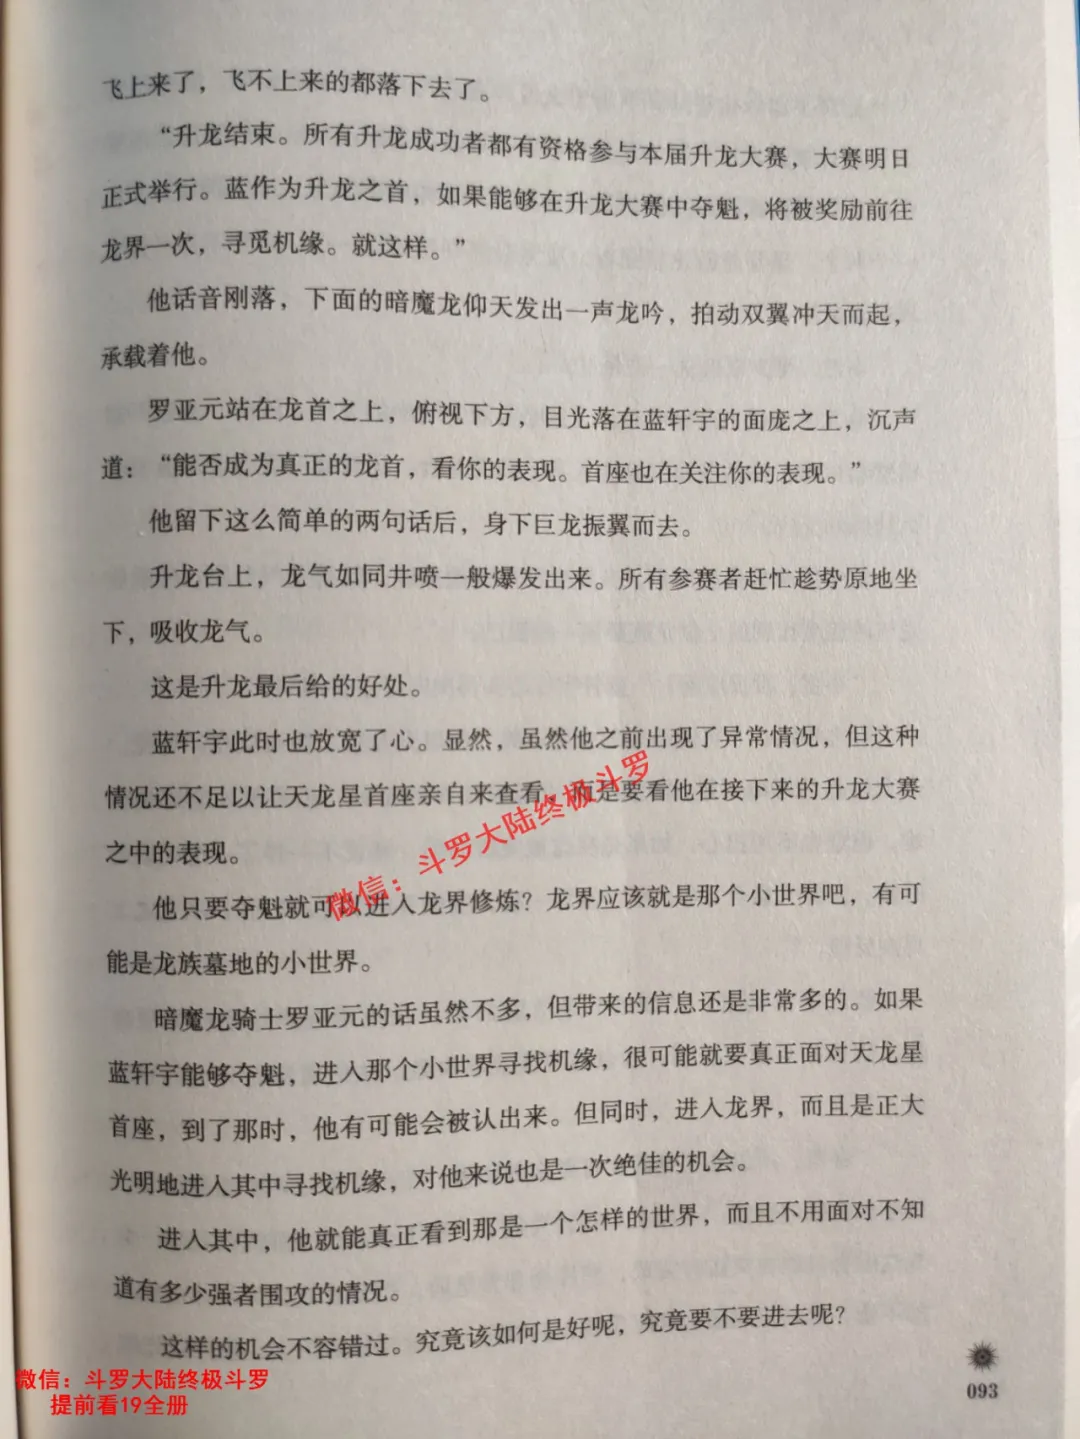 飞上来了，飞不上来的都落下去了。
“升龙结束。所有升龙成功者都有资格参与本届升龙大赛，大赛明日
正式举行。蓝作为升龙之首，如果能够在升龙大赛中夺魁，将被奖励前往
龙界一次，寻觅机缘。就这样。”
他话音刚落，下面的暗魔龙仰天发出一声龙吟，拍动双翼冲天而起，
承载着他。
罗亚元站在龙首之上，俯视下方，目光落在蓝轩宇的面庞之上，沉声
道：“能否成为真正的龙首，看你的表现。首座也在关注你的表现。”
他留下这么简单的两句话后，身下巨龙振翼而去。
升龙台上，龙气如同井喷一般爆发出来。所有参赛者赶忙趁势原地坐
下，吸收龙气。
这是升龙最后给的好处。
蓝轩宇此时也放宽了心。显然，虽然他之前出现了异常情况，但这种
情况还不足以让天龙星首座亲自来查看，而是要看他在接下来的升龙大赛
之中的表现。
他只要夺魁就可以进入龙界修炼？龙界应该就是那个小世界吧，有可
能是龙族墓地的小世界。
暗魔龙骑士罗亚元的话虽然不多，但带来的信息还是非常多的。如果
蓝轩宇能够夺魁，进入那个小世界寻找机缘，很可能就要真正面对天龙星
首座，到了那时，他有可能会被认出来。但同时，进入龙界，而且是正大
光明地进入其中寻找机缘，对他来说也是一次绝佳的机会。
进入其中，他就能真正看到那是一个怎样的世界，而且不用面对不知
道有多少强者围攻的情况。
这样的机会不容错过。究竟该如何是好呢，究竟要不要进去呢？
093
微信：斗罗大陆终极斗罗
微信：斗罗大陆终极斗罗
提前看19全册